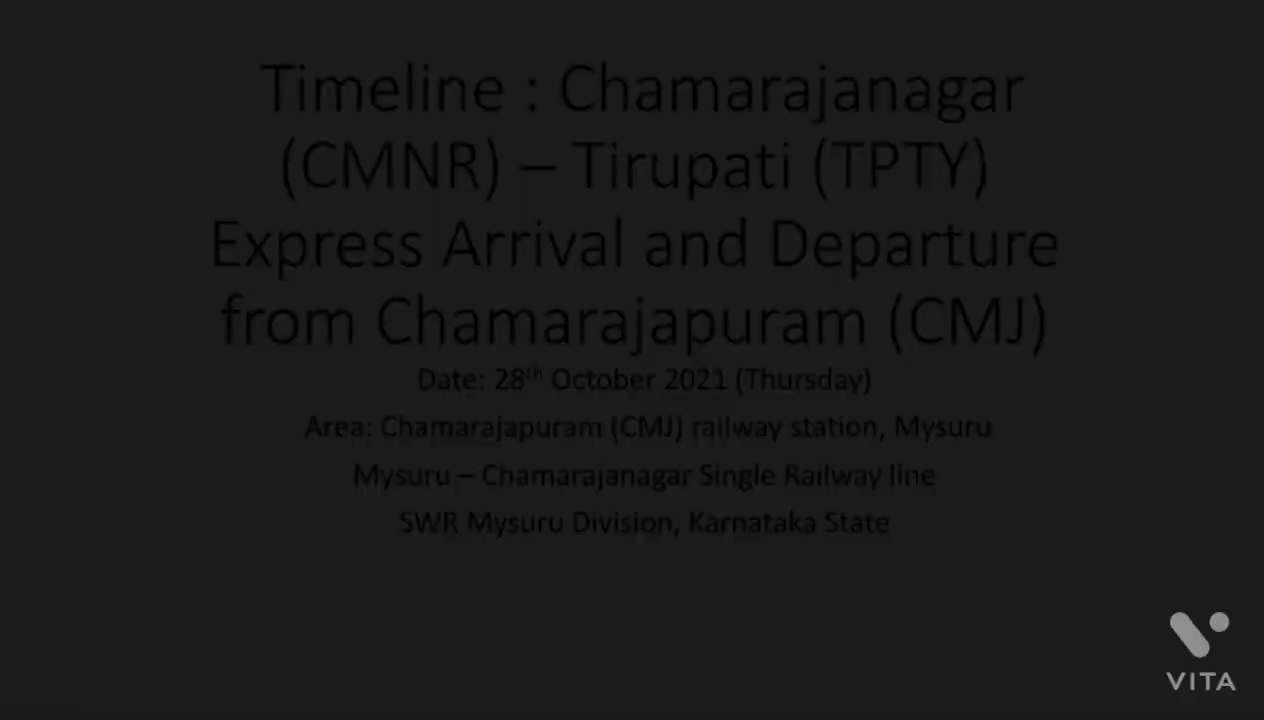 Timeline : Chamarajanagar
(CMNR) – Tirupati (TPTY)
Express Arrival and Departure
from Chamarajapuram (CMJ)
Date: 28th October 2021 (Thursday)
Area: Chamarajapuram (CMJ) railway station, Mysuru
Mysuru – Chamarajanagar Single Railway line
SWR Mysuru Division, Karnataka State
VITA